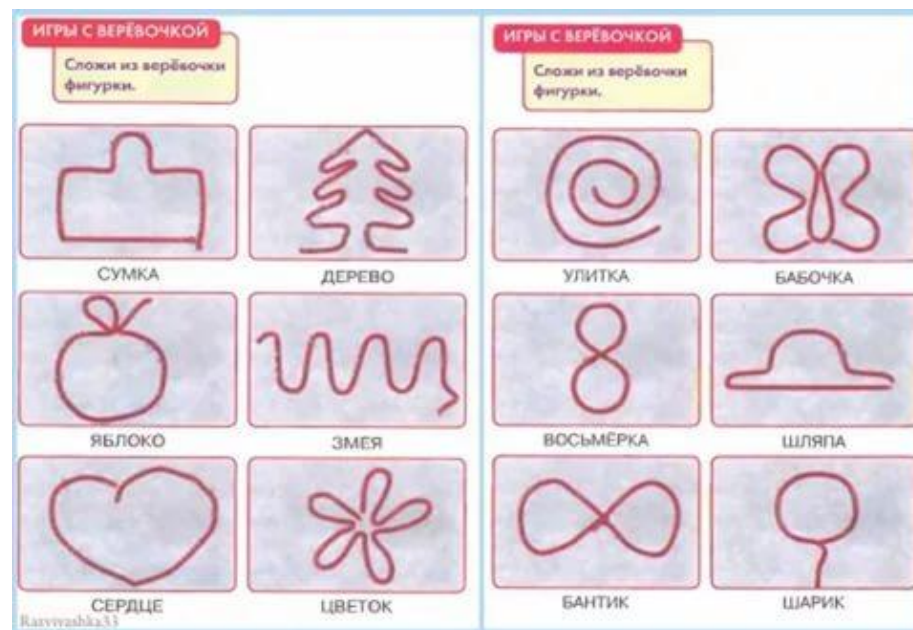 ИГРЫ С ВЕРЁВОЧКОЙ
Сложи из верёвочки
фигурки.
СУМКА
ДЕРЕВО
ЯБЛОКО
ЗМЕЯ
СЕРДЦЕ
ЦВЕТОК
Rasvivashka33
ИГРЫ С ВЕРЁВОЧКОЙ
Сложи из верёвочки
фигурки.
УЛИТКА
БАБОЧКА
ВОСЬМЁРКА
ШЛЯПА
БАНТИК
ШАРИК